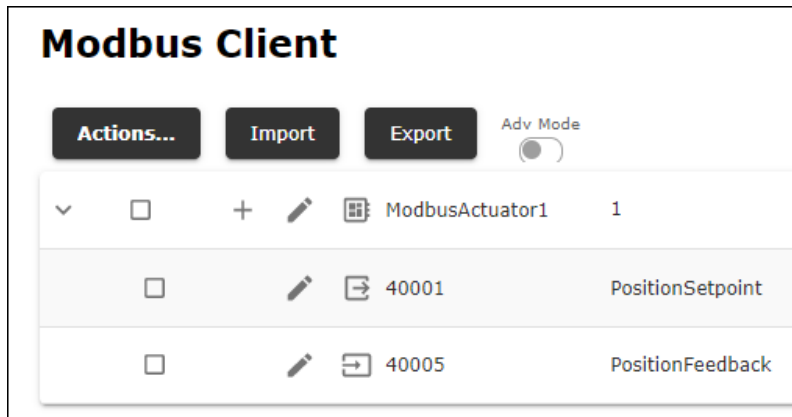 Modbus Client
Actions... Import Export Adv Mode
ModbusActuator1 1
40001 PositionSetpoint
40005 PositionFeedback